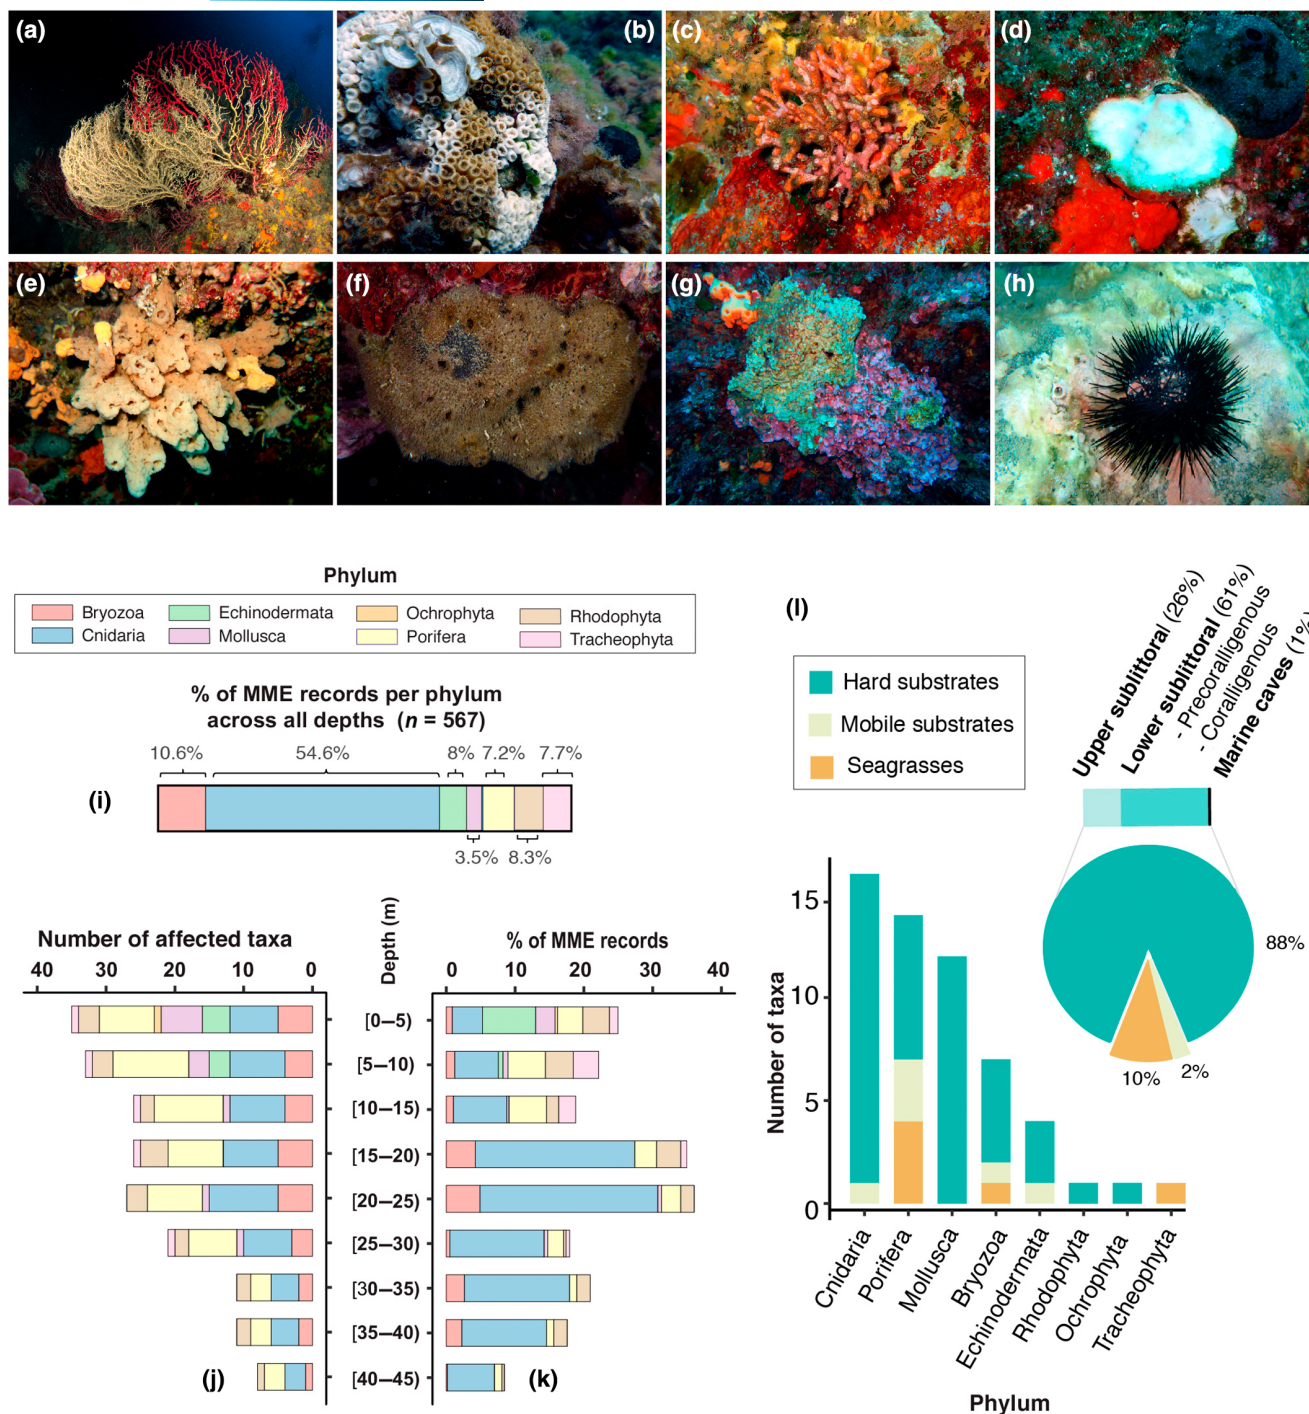 (a)
(b)
(c)
(d)
(e)
(f)
(g)
(h)
Phylum
Bryozoa
Echinodermata
Ochrophyta
Rhodophyta
Cnidaria
Mollusca
Porifera
Tracheophyta
% of MME records per phylum
across all depths (n = 567)
10.6%
54.6%
8%
7.2%
7.7%
(i)
3.5%
8.3%
Number of affected taxa
Depth (m)
% of MME records
40 30 20 10 0
0 10 20 30 40
[0—5)
[5—10)
[10—15)
[15—20)
[20—25)
[25—30)
[30—35)
[35—40)
[40—45)
(j)
(k)
(l)
Hard substrates
Mobile substrates
Seagrasses
Upper sublittoral (26%)
Lower sublittoral (61%)
- Precoralligenous
- Coralligenous
Marine caves (1%)
88%
10%
2%
Number of taxa
15
10
5
0
Cnidaria
Porifera
Mollusca
Bryozoa
Echinodermata
Rhodophyta
Ochrophyta
Tracheophyta
Phylum